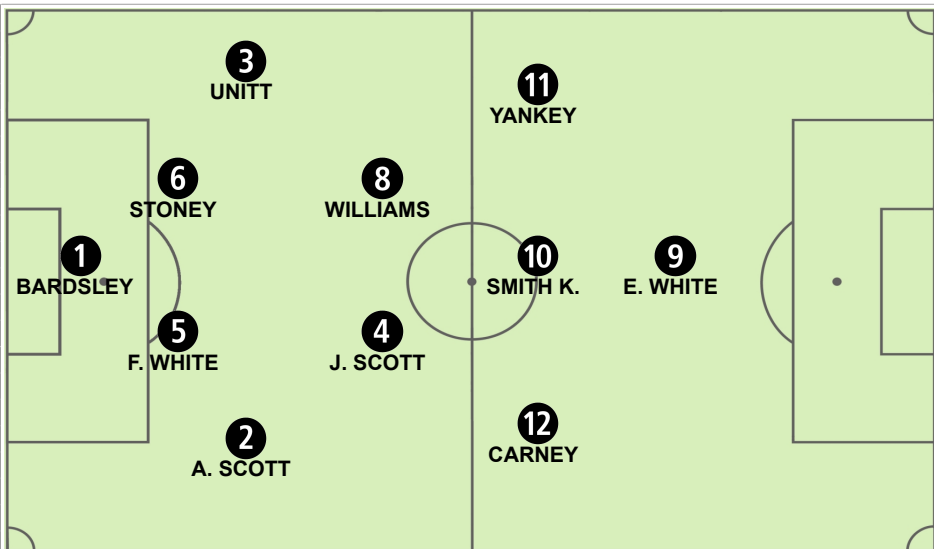 3
UNITT
11
YANKEY
6
STONEY
8
WILLIAMS
1
BARDSLEY
10
SMITH K.
9
E. WHITE
5
F. WHITE
4
J. SCOTT
2
A. SCOTT
12
CARNEY